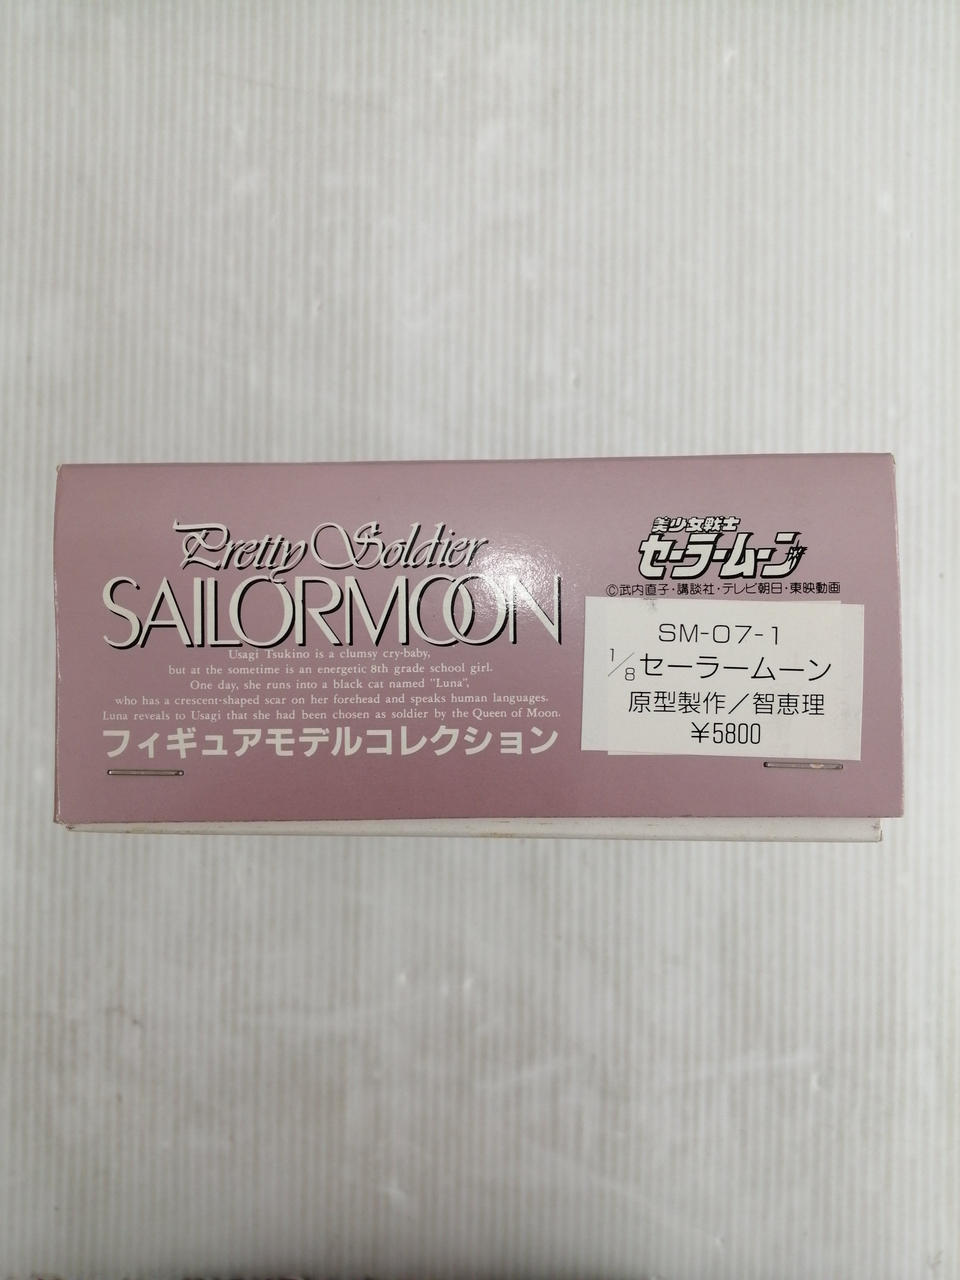 Pretty Soldier
SAILORMOON
Usagi Tsukino is a clumsy cry-baby,
but at the sometime is an energetic 8th grade school girl.
One day, she runs into a black cat named "Luna",
who has a crescent-shaped scar on her forehead and speaks human languages.
Luna reveals to Usagi that she had been chosen as soldier by the Queen of Moon.
フィギュアモデルコレクション
美少女戦士
セーラームーンR
©武内直子・講談社・テレビ朝日・東映動画
SM-07-1
1/8セーラームーン
原型製作/智恵理
¥5800